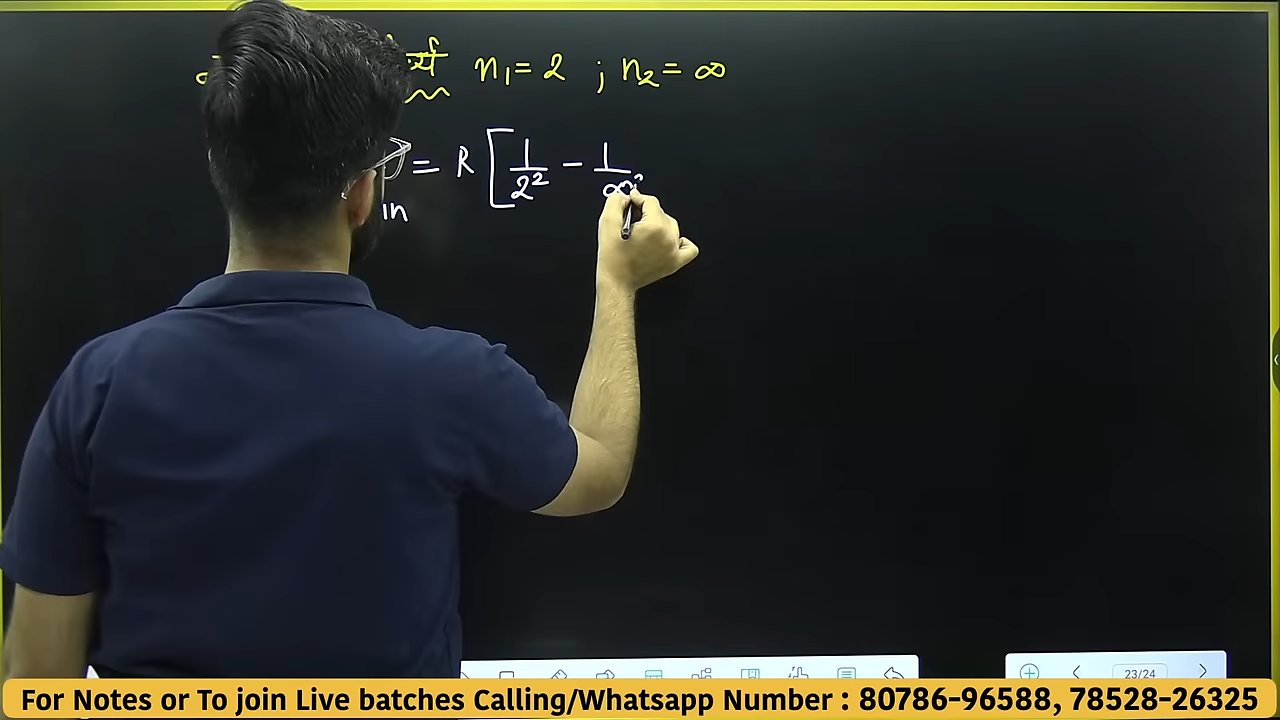 n₁ = 2 ; n₂ = ∞
= R [ 1/2² - 1/∞²
in
23/24
For Notes or To join Live batches Calling/Whatsapp Number : 80786-96588, 78528-26325